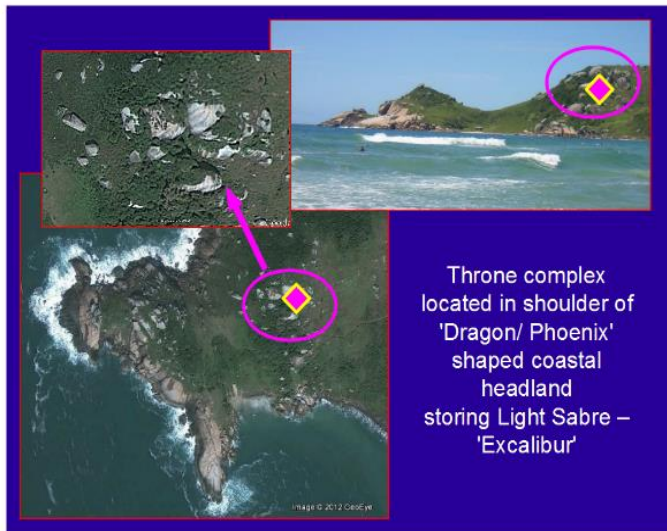 Throne complex
located in shoulder of
'Dragon/ Phoenix'
shaped coastal
headland
storing Light Sabre –
'Excalibur'
Image © 2012 GeoEye